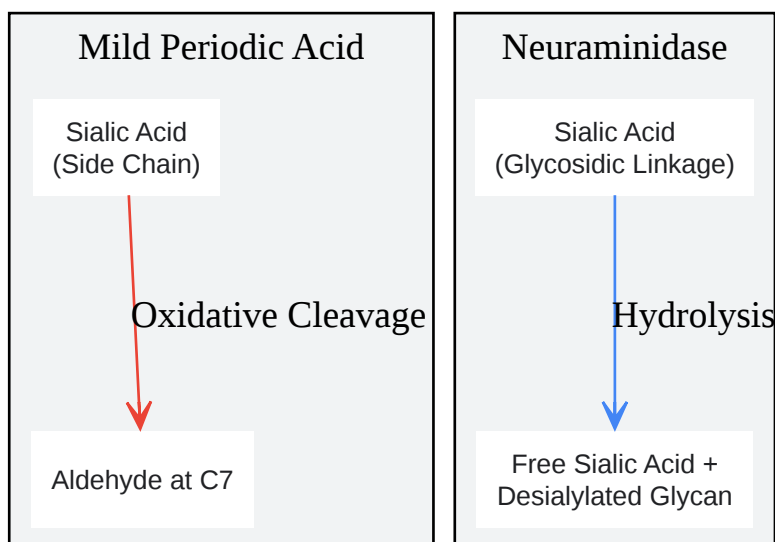 Mild Periodic Acid
Sialic Acid
(Side Chain)
Oxidative Cleavage
Aldehyde at C7
Neuraminidase
Sialic Acid
(Glycosidic Linkage)
Hydrolysis
Free Sialic Acid +
Desialylated Glycan